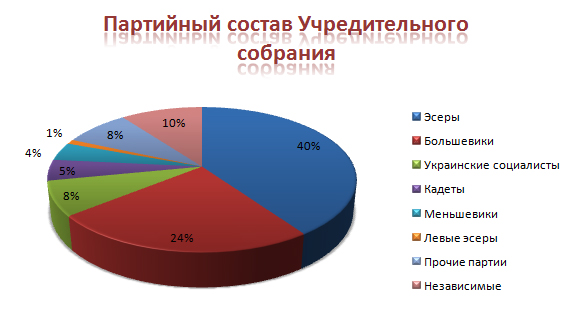 Партийный состав Учредительного
собрания
10%
8%
1%
4%
5%
8%
24%
40%
Эсеры
Большевики
Украинские социалисты
Кадеты
Меньшевики
Левые эсеры
Прочие партии
Независимые